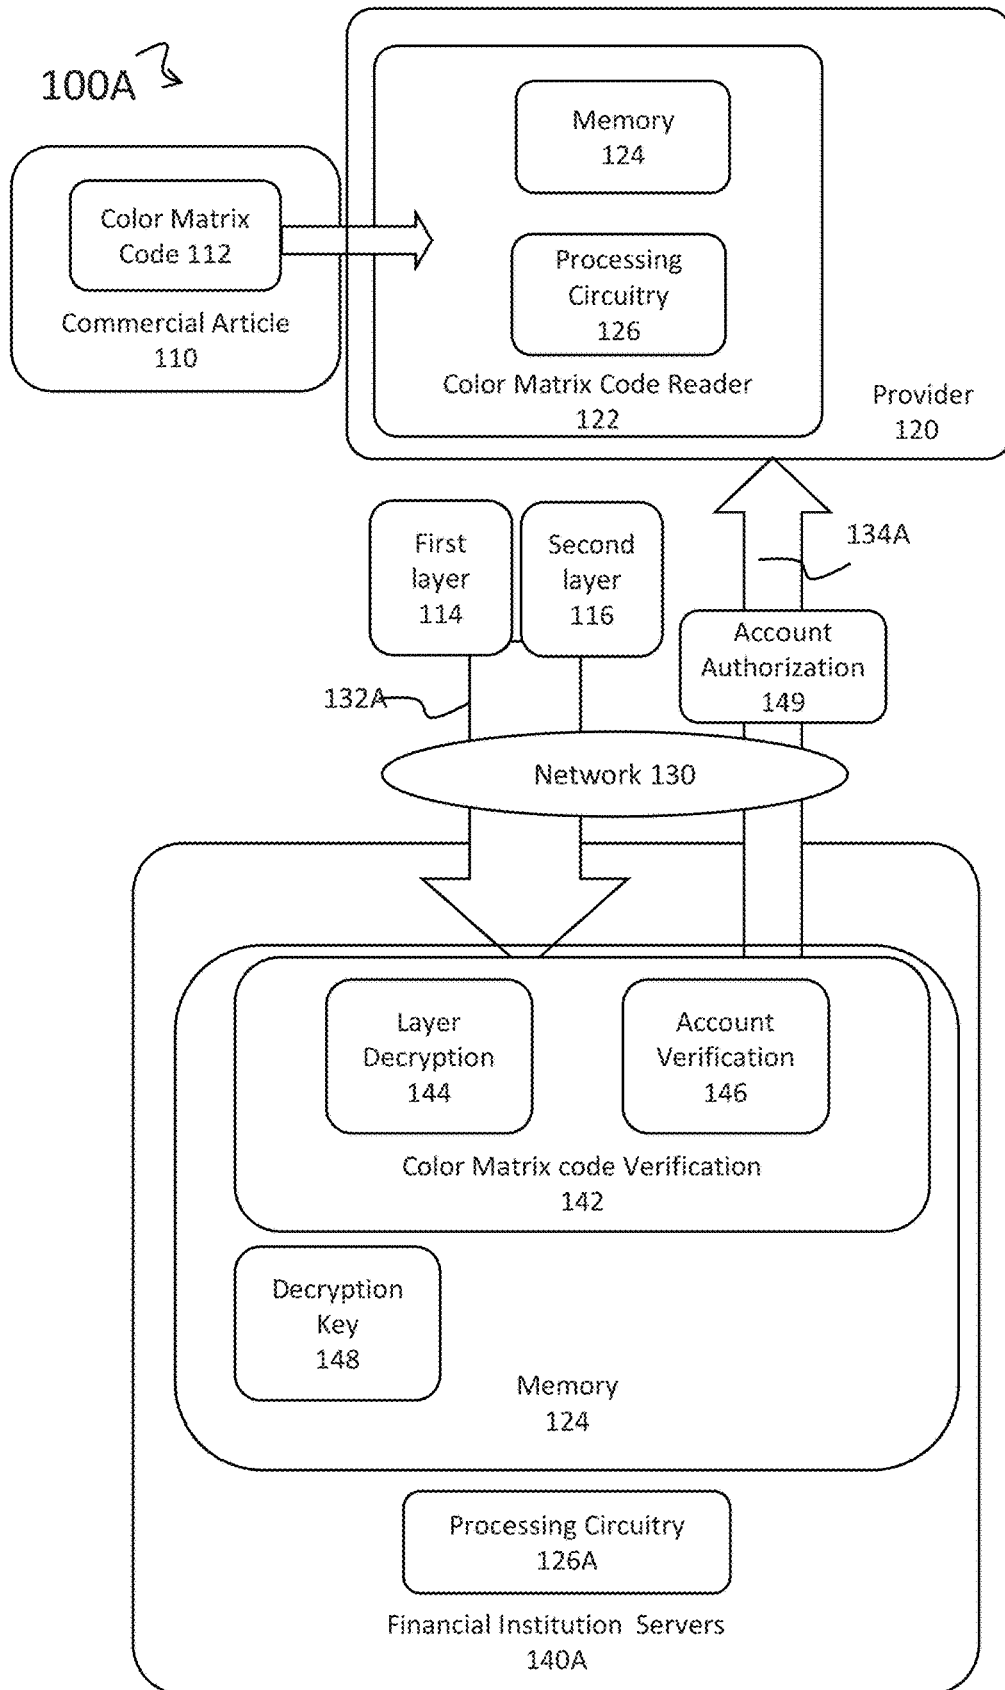 100A
Memory
124
Color Matrix
Code 112
Processing
Circuitry
126
Commercial Article
110
Color Matrix Code Reader
122
Provider
120
First
layer
114
Second
layer
116
134A
Account
Authorization
149
132A
Network 130
Layer
Decryption
144
Account
Verification
146
Color Matrix code Verification
142
Decryption
Key
148
Memory
124
Processing Circuitry
126A
Financial Institution Servers
140A